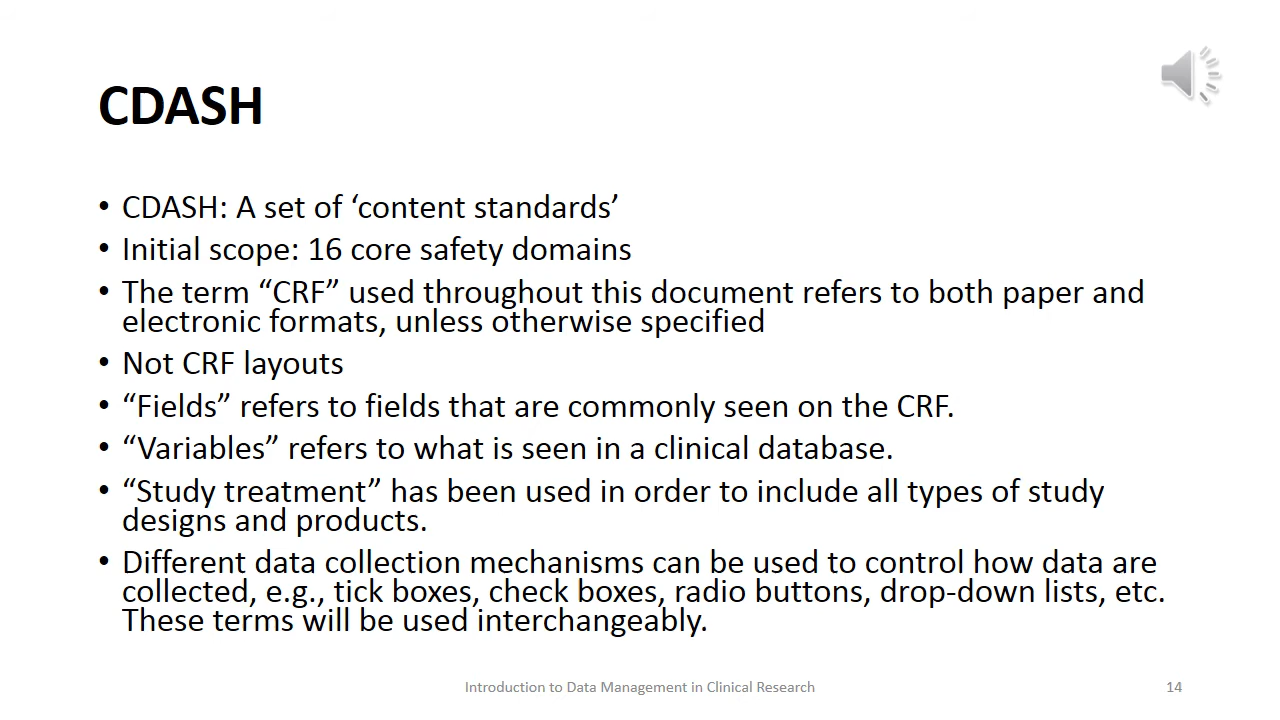 CDASH
• CDASH: A set of ‘content standards’
• Initial scope: 16 core safety domains
• The term “CRF” used throughout this document refers to both paper and
electronic formats, unless otherwise specified
• Not CRF layouts
• “Fields” refers to fields that are commonly seen on the CRF.
• “Variables” refers to what is seen in a clinical database.
• “Study treatment” has been used in order to include all types of study
designs and products.
• Different data collection mechanisms can be used to control how data are
collected, e.g., tick boxes, check boxes, radio buttons, drop-down lists, etc.
These terms will be used interchangeably.
Introduction to Data Management in Clinical Research
14